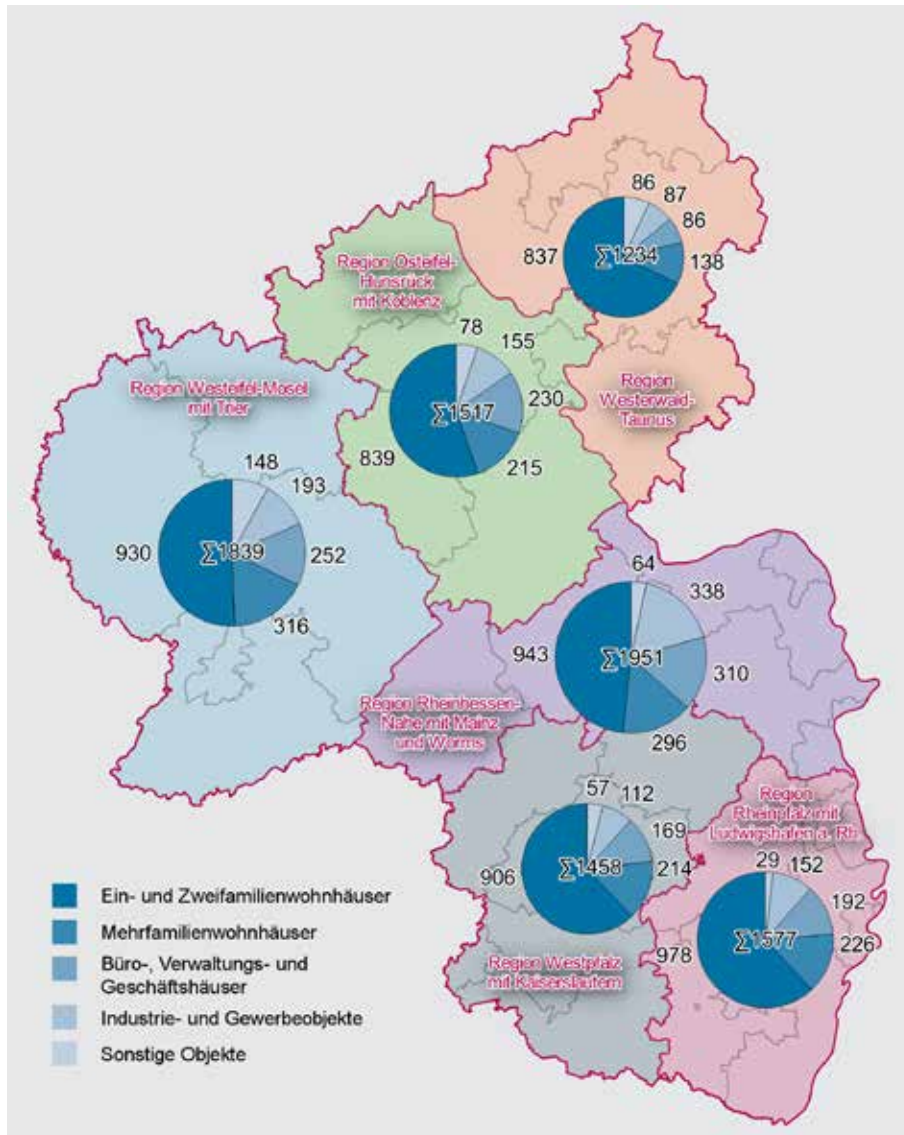 86
87
86
837
∑1234
138
Region Osteifel-
Hunsrück
mit Koblenz
78
155
230
∑1517
839
215
Region
Westerwald-
Taunus
Region Westeifel-Mosel
mit Trier
148
193
930
∑1839
252
316
64
338
943
∑1951
310
296
Region Rheinhessen-
Nahe mit Mainz
und Worms
57
112
169
906
∑1458
214
Region Westpfalz
mit Kaiserslautern
Region
Rheinpfalz mit
Ludwigshafen a. Rh.
29
152
192
978
∑1577
226
Ein- und Zweifamilienwohnhäuser
Mehrfamilienwohnhäuser
Büro-, Verwaltungs- und
Geschäftshäuser
Industrie- und Gewerbeobjekte
Sonstige Objekte